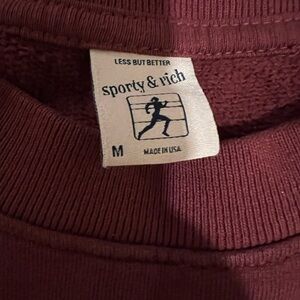 LESS BUT BETTER
sporty & rich
M
MADE IN USA